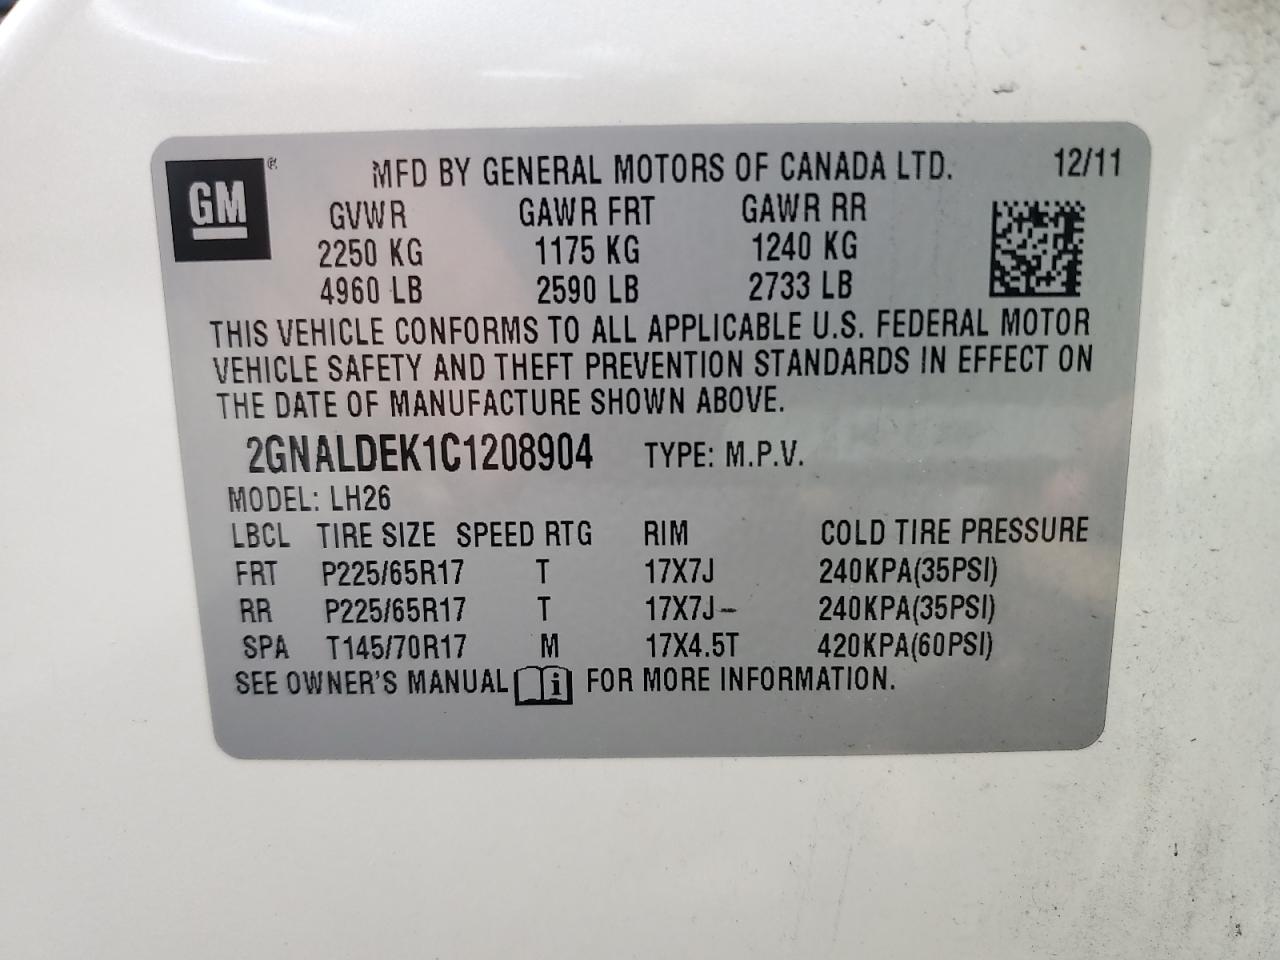 GM ® MFD BY GENERAL MOTORS OF CANADA LTD. 12/11
GVWR GAWR FRT GAWR RR
2250 KG 1175 KG 1240 KG
4960 LB 2590 LB 2733 LB
THIS VEHICLE CONFORMS TO ALL APPLICABLE U.S. FEDERAL MOTOR
VEHICLE SAFETY AND THEFT PREVENTION STANDARDS IN EFFECT ON
THE DATE OF MANUFACTURE SHOWN ABOVE.
2GNALDEK1C1208904 TYPE: M.P.V.
MODEL: LH26
LBCL TIRE SIZE SPEED RTG RIM COLD TIRE PRESSURE
FRT P225/65R17 T 17X7J 240KPA(35PSI)
RR P225/65R17 T 17X7J 240KPA(35PSI)
SPA T145/70R17 M 17X4.5T 420KPA(60PSI)
SEE OWNER'S MANUAL i FOR MORE INFORMATION.